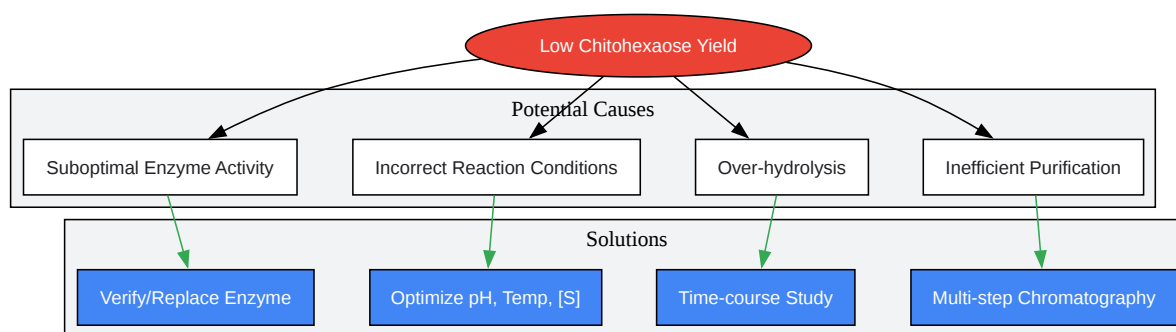 Low Chitohexaose Yield
Potential Causes
Suboptimal Enzyme Activity
Incorrect Reaction Conditions
Over-hydrolysis
Inefficient Purification
Solutions
Verify/Replace Enzyme
Optimize pH, Temp, [S]
Time-course Study
Multi-step Chromatography